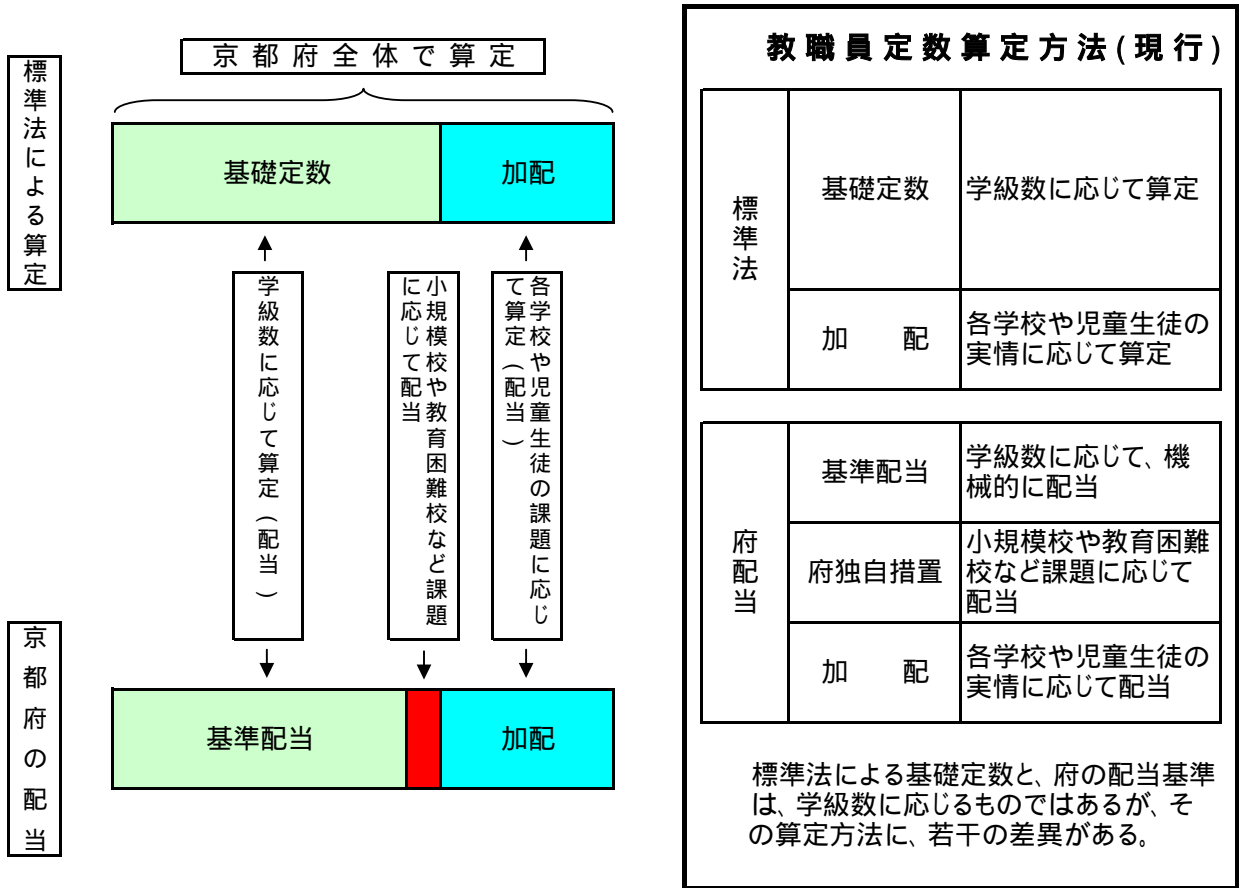 標準法による算定
京都府全体で算定
基礎定数
加配
学級数に応じて算定（配当）
小規模校や教育困難校など課題
に応じて配当
各学校や児童生徒の課題に応じ
て算定（配当）
京都府の配当
基準配当
加配
教職員定数算定方法(現行)
標準法
基礎定数
学級数に応じて算定
加　配
各学校や児童生徒の
実情に応じて算定
府配当
基準配当
学級数に応じて、機
械的に配当
府独自措置
小規模校や教育困難
校など課題に応じて
配当
加　配
各学校や児童生徒の
実情に応じて配当
標準法による基礎定数と、府の配当基準
は、学級数に応じるものではあるが、そ
の算定方法に、若干の差異がある。